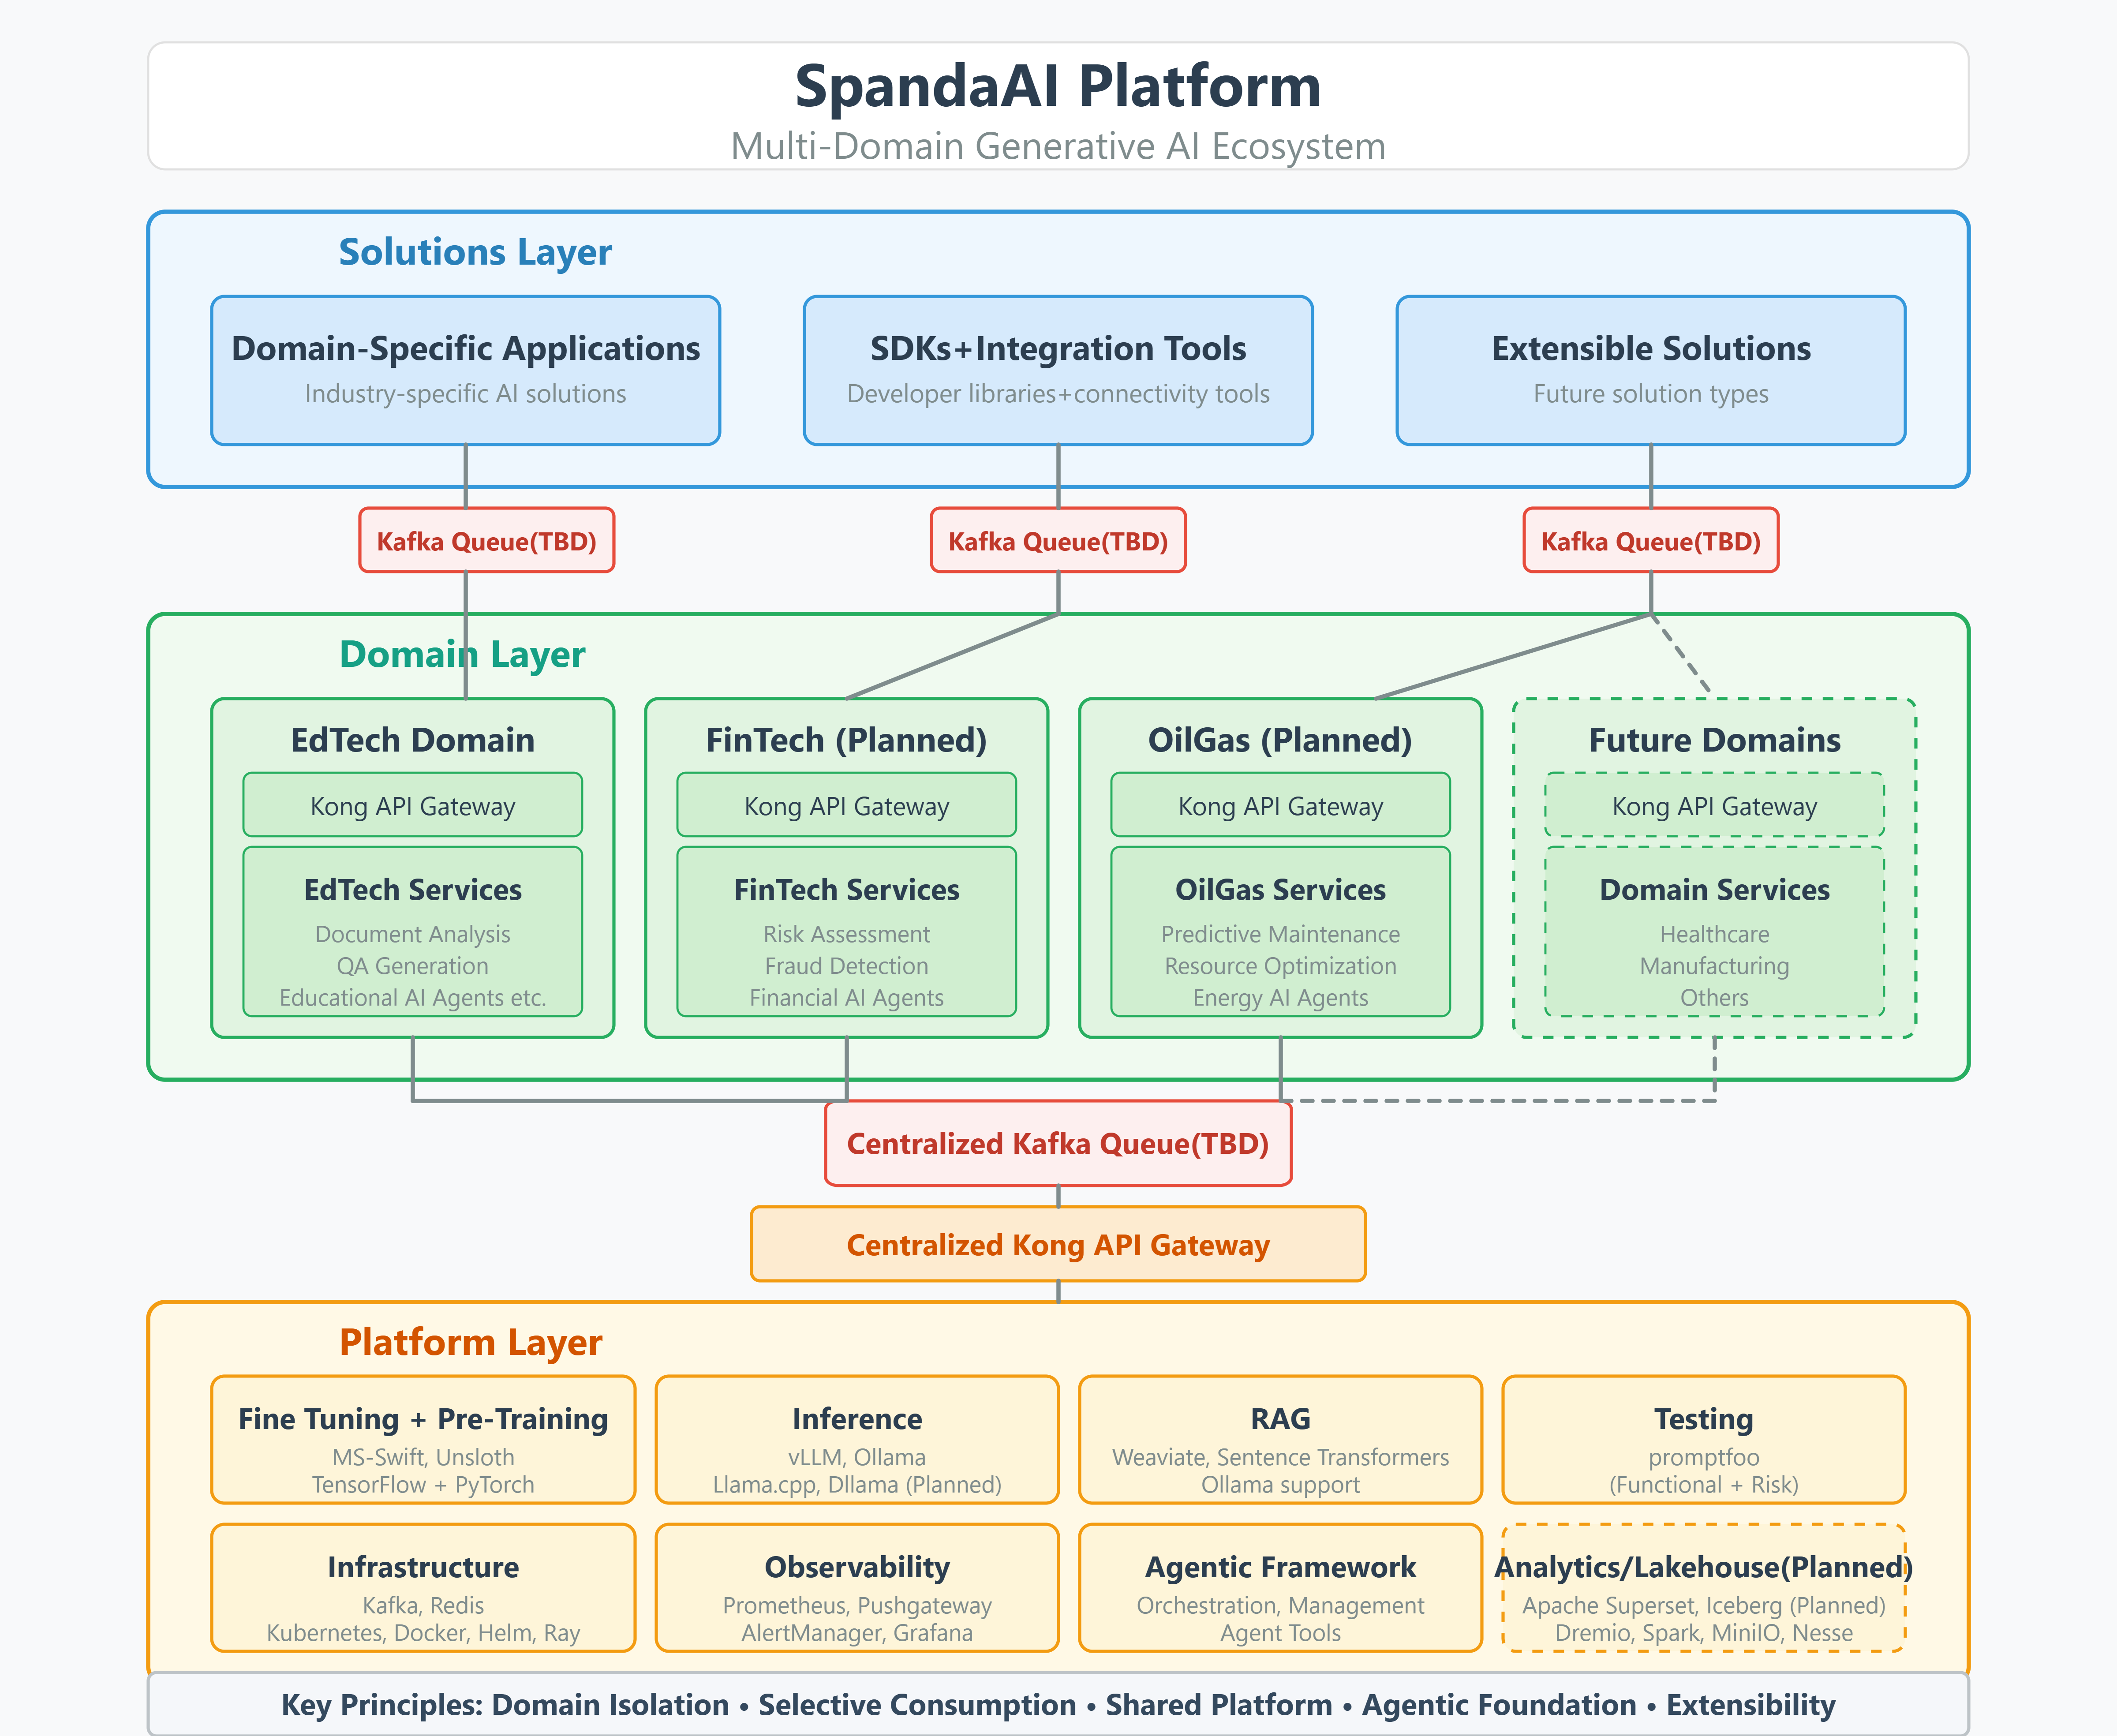 SpandaAI Platform
Multi-Domain Generative AI Ecosystem
Solutions Layer
Domain-Specific Applications
Industry-specific AI solutions
SDKs+Integration Tools
Developer libraries+connectivity tools
Extensible Solutions
Future solution types
Kafka Queue(TBD)
Kafka Queue(TBD)
Kafka Queue(TBD)
Domain Layer
EdTech Domain
Kong API Gateway
EdTech Services
Document Analysis
QA Generation
Educational AI Agents etc.
FinTech (Planned)
Kong API Gateway
FinTech Services
Risk Assessment
Fraud Detection
Financial AI Agents
OilGas (Planned)
Kong API Gateway
OilGas Services
Predictive Maintenance
Resource Optimization
Energy AI Agents
Future Domains
Kong API Gateway
Domain Services
Healthcare
Manufacturing
Others
Centralized Kafka Queue(TBD)
Centralized Kong API Gateway
Platform Layer
Fine Tuning + Pre-Training
MS-Swift, Unsloth
TensorFlow + PyTorch
Inference
vLLM, Ollama
Llama.cpp, Dllama (Planned)
RAG
Weaviate, Sentence Transformers
Ollama support
Testing
promptfoo
(Functional + Risk)
Infrastructure
Kafka, Redis
Kubernetes, Docker, Helm, Ray
Observability
Prometheus, Pushgateway
AlertManager, Grafana
Agentic Framework
Orchestration, Management
Agent Tools
Analytics/Lakehouse(Planned)
Apache Superset, Iceberg (Planned)
Dremio, Spark, MiniIO, Nesse
Key Principles: Domain Isolation • Selective Consumption • Shared Platform • Agentic Foundation • Extensibility